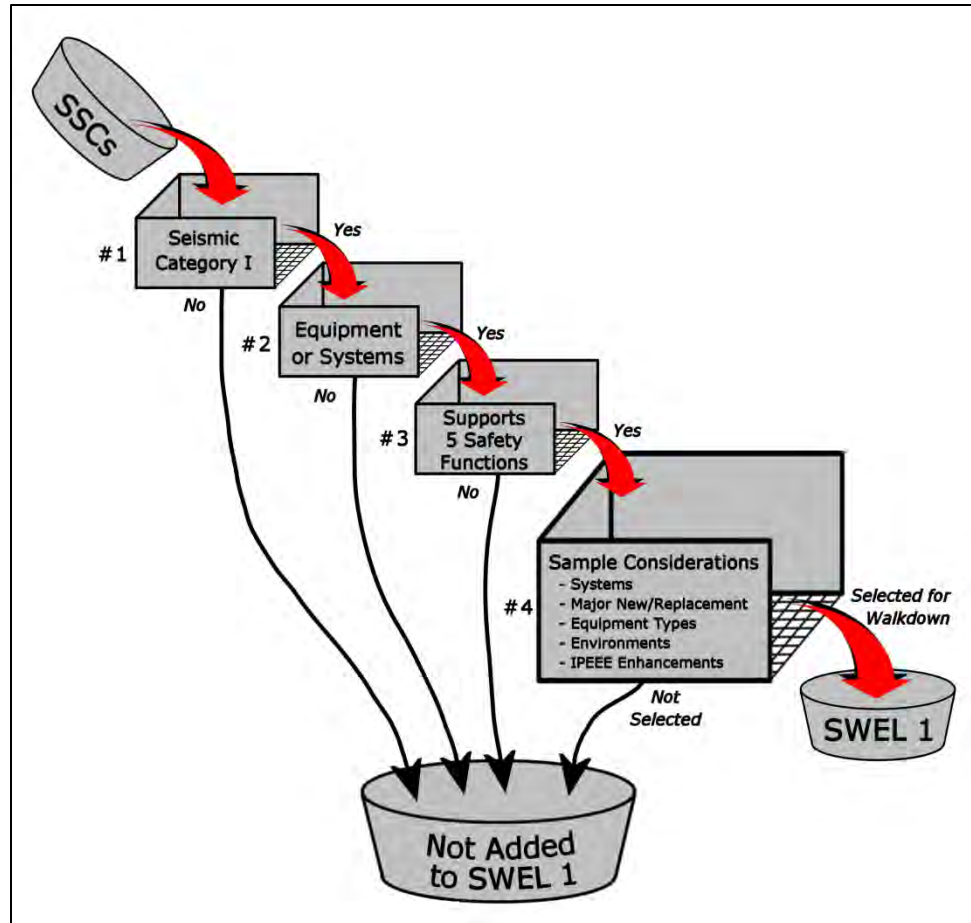 SSCs
#1
Seismic
Category I
Yes
No
#2
Equipment
or Systems
Yes
No
#3
Supports
5 Safety
Functions
Yes
No
#4
Sample Considerations
- Systems
- Major New/Replacement
- Equipment Types
- Environments
- IPEEE Enhancements
Selected for
Walkdown
Not
Selected
SWEL 1
Not Added
to SWEL 1